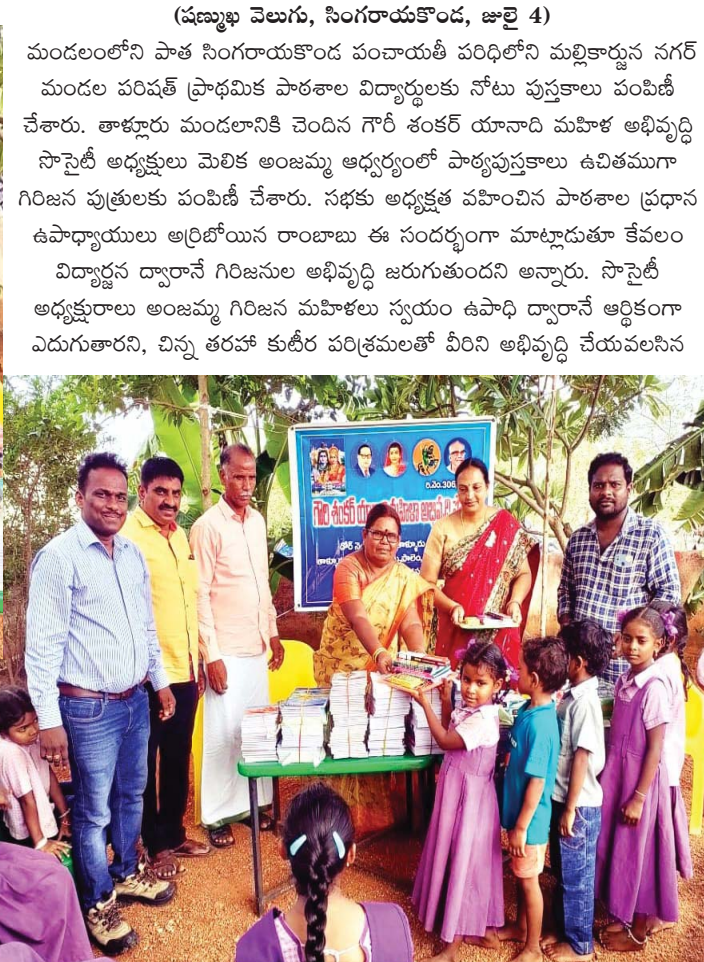 (షణ్ముఖ వెలుగు, సింగరాయకొండ, జులై 4)
మండలంలోని పాత సింగరాయకొండ పంచాయతీ పరిధిలోని మల్లికార్జున నగర్
మండల పరిషత్ ప్రాథమిక పాఠశాల విద్యార్థులకు నోటు పుస్తకాలు పంపిణీ
చేశారు. తాళ్లూరు మండలానికి చెందిన గౌరీ శంకర్ యానాది మహిళ అభివృద్ధి
సొసైటీ అధ్యక్షులు మెలిక అంజమ్మ ఆధ్వర్యంలో పాఠ్యపుస్తకాలు ఉచితముగా
గిరిజన పుత్రులకు పంపిణీ చేశారు. సభకు అధ్యక్షత వహించిన పాఠశాల ప్రధాన
ఉపాధ్యాయులు అర్రిబోయిన రాంబాబు ఈ సందర్భంగా మాట్లాడుతూ కేవలం
విద్యార్జన ద్వారానే గిరిజనుల అభివృద్ధి జరుగుతుందని అన్నారు. సొసైటీ
అధ్యక్షురాలు అంజమ్మ గిరిజన మహిళలు స్వయం ఉపాధి ద్వారానే ఆర్థికంగా
ఎదుగుతారని, చిన్న తరహా కుటీర పరిశ్రమలతో వీరిని అభివృద్ధి చేయవలసిన
రి.ఎం.306
గౌరి శంకర్